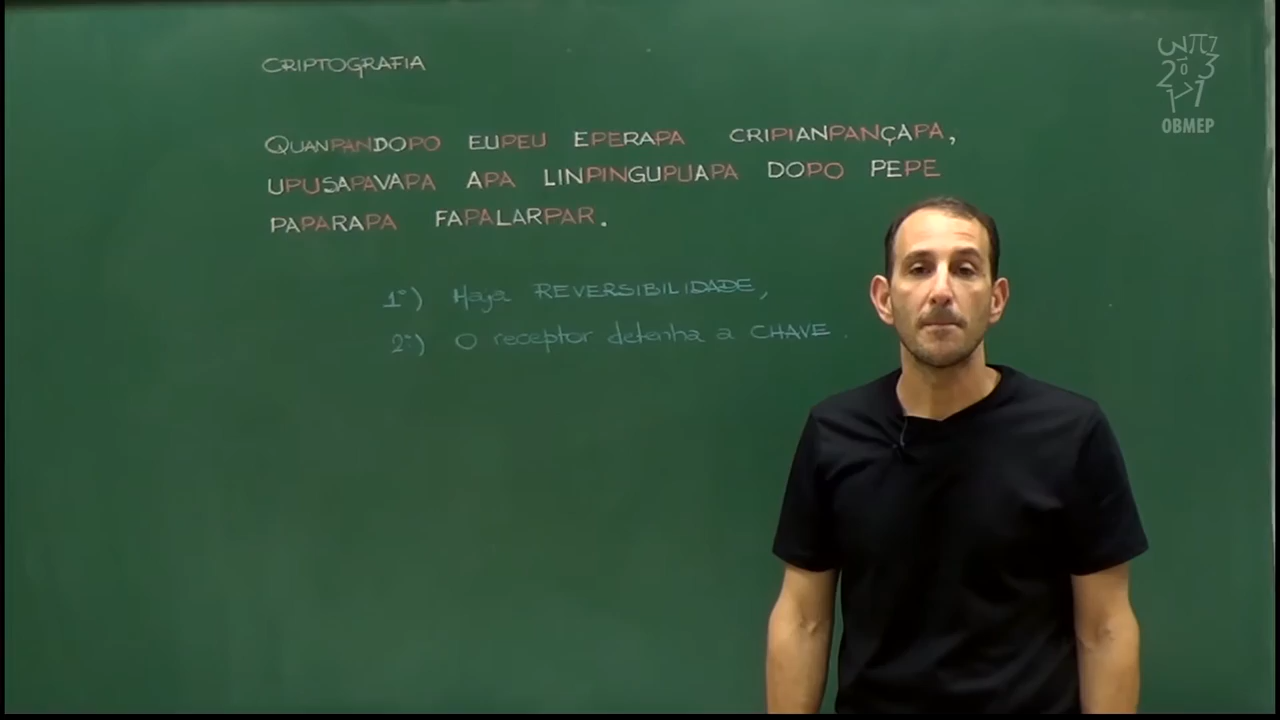 CRIPTOGRAFIA
QUANPANDOPO EUPEU EPERAPA CRIPIANPANÇAPA,
UPUSAPAVAPA APA LINPINGUPUAPA DOPO PEPE
PAPARAPA FAPALARPAR.
1º) Haja REVERSIBILIDADE,
2º) O receptor detenha a CHAVE.
OBMEP